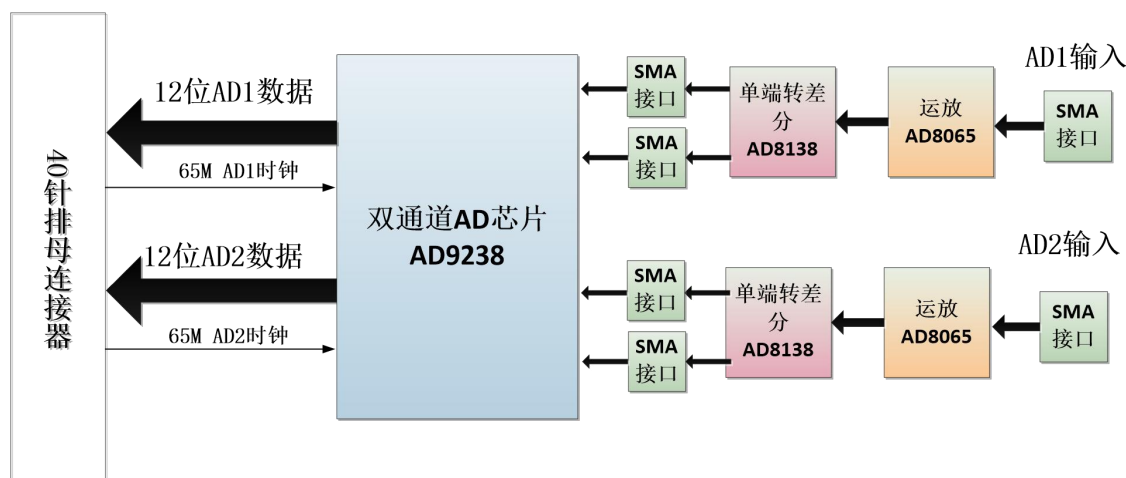 40针排母连接器
12位AD1数据
65M AD1时钟
12位AD2数据
65M AD2时钟
双通道AD芯片
AD9238
SMA
接口
SMA
接口
单端转差
分
AD8138
运放
AD8065
AD1输入
SMA
接口
SMA
接口
SMA
接口
单端转差
分
AD8138
运放
AD8065
AD2输入
SMA
接口